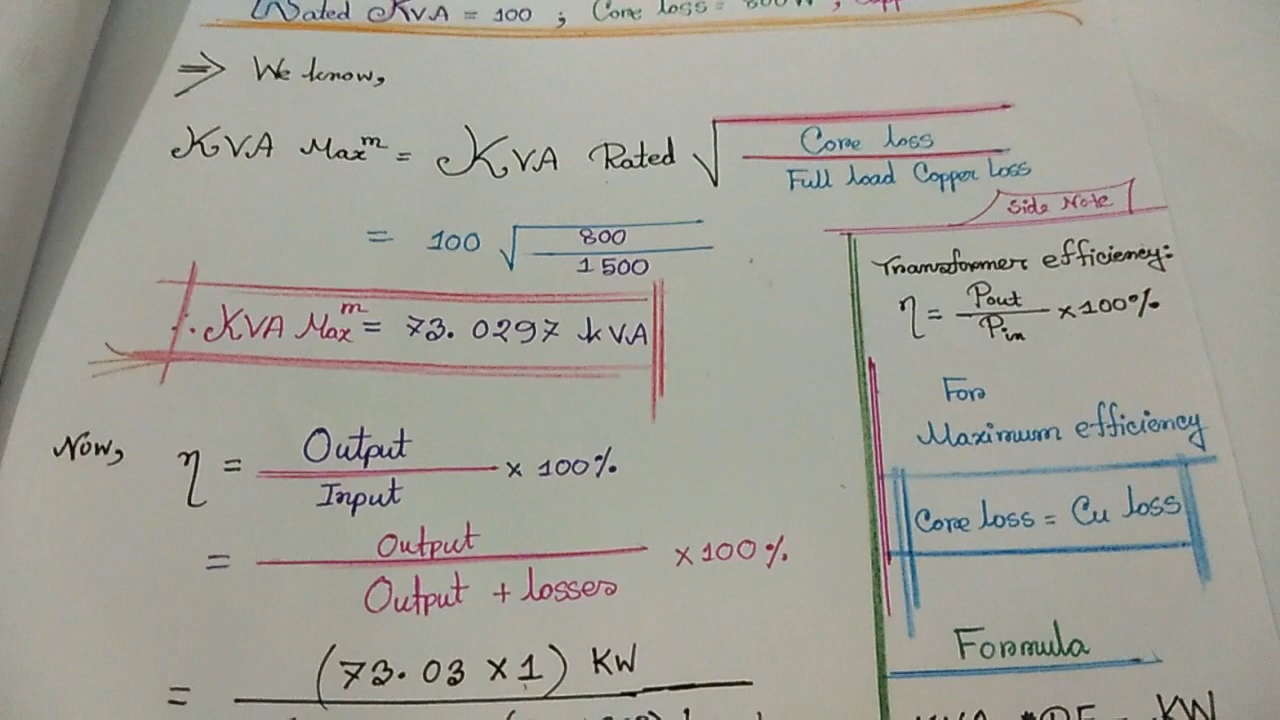 Rated KVA = 100 ; Core loss = 800W ;
⇒ We know,
KVA Maxᵐ = KVA Rated √(Core loss / Full load Copper Loss)
= 100 √(800 / 1500)
∴ KVA Maxᵐ = 73.0297 kVA
Now, η = Output / Input × 100%
= Output / Output + losses × 100%
= (73.03 × 1) KW
Side Note
Transformer efficiency:
η = Pout / Pin × 100%
For
Maximum efficiency
Core loss = Cu loss
Formula
KW